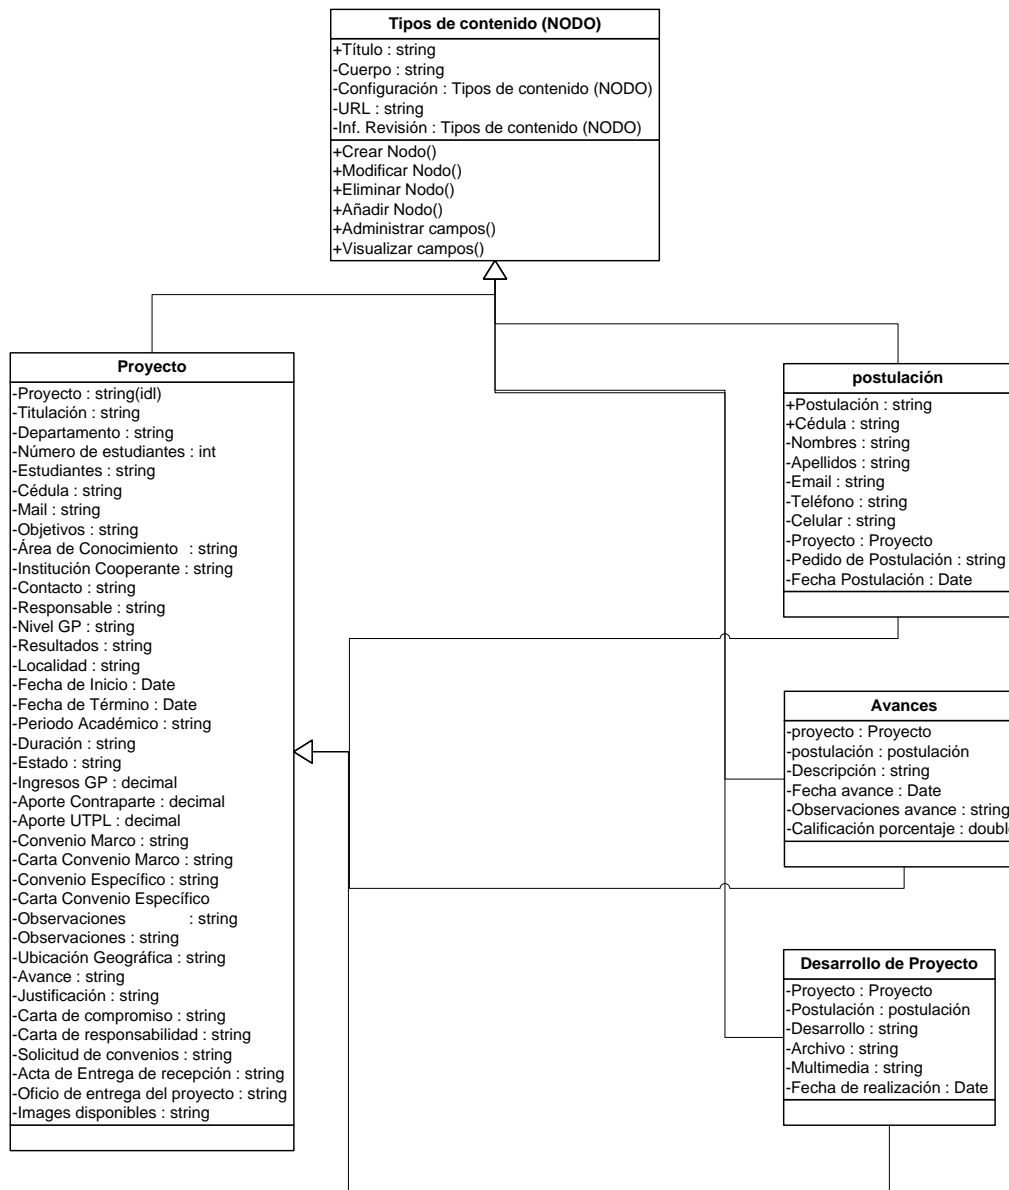 Tipos de contenido (NODO)
+Título : string
-Cuerpo : string
-Configuración : Tipos de contenido (NODO)
-URL : string
-Inf. Revisión : Tipos de contenido (NODO)
+Crear Nodo()
+Modificar Nodo()
+Eliminar Nodo()
+Añadir Nodo()
+Administrar campos()
+Visualizar campos()
Proyecto
-Proyecto : string(idl)
-Titulación : string
-Departamento : string
-Número de estudiantes : int
-Estudiantes : string
-Cédula : string
-Mail : string
-Objetivos : string
-Área de Conocimiento : string
-Institución Cooperante : string
-Contacto : string
-Responsable : string
-Nivel GP : string
-Resultados : string
-Localidad : string
-Fecha de Inicio : Date
-Fecha de Término : Date
-Periodo Académico : string
-Duración : string
-Estado : string
-Ingresos GP : decimal
-Aporte Contraparte : decimal
-Aporte UTPL : decimal
-Convenio Marco : string
-Carta Convenio Marco : string
-Convenio Específico : string
-Carta Convenio Específico
-Observaciones : string
-Observaciones : string
-Ubicación Geográfica : string
-Avance : string
-Justificación : string
-Carta de compromiso : string
-Carta de responsabilidad : string
-Solicitud de convenios : string
-Acta de Entrega de recepción : string
-Oficio de entrega del proyecto : string
-Images disponibles : string
postulación
+Postulación : string
+Cédula : string
-Nombres : string
-Apellidos : string
-Email : string
-Teléfono : string
-Celular : string
-Proyecto : Proyecto
-Pedido de Postulación : string
-Fecha Postulación : Date
Avances
-proyecto : Proyecto
-postulación : postulación
-Descripción : string
-Fecha avance : Date
-Observaciones avance : string
-Calificación porcentaje : doubl
Desarrollo de Proyecto
-Proyecto : Proyecto
-Postulación : postulación
-Desarrollo : string
-Archivo : string
-Multimedia : string
-Fecha de realización : Date